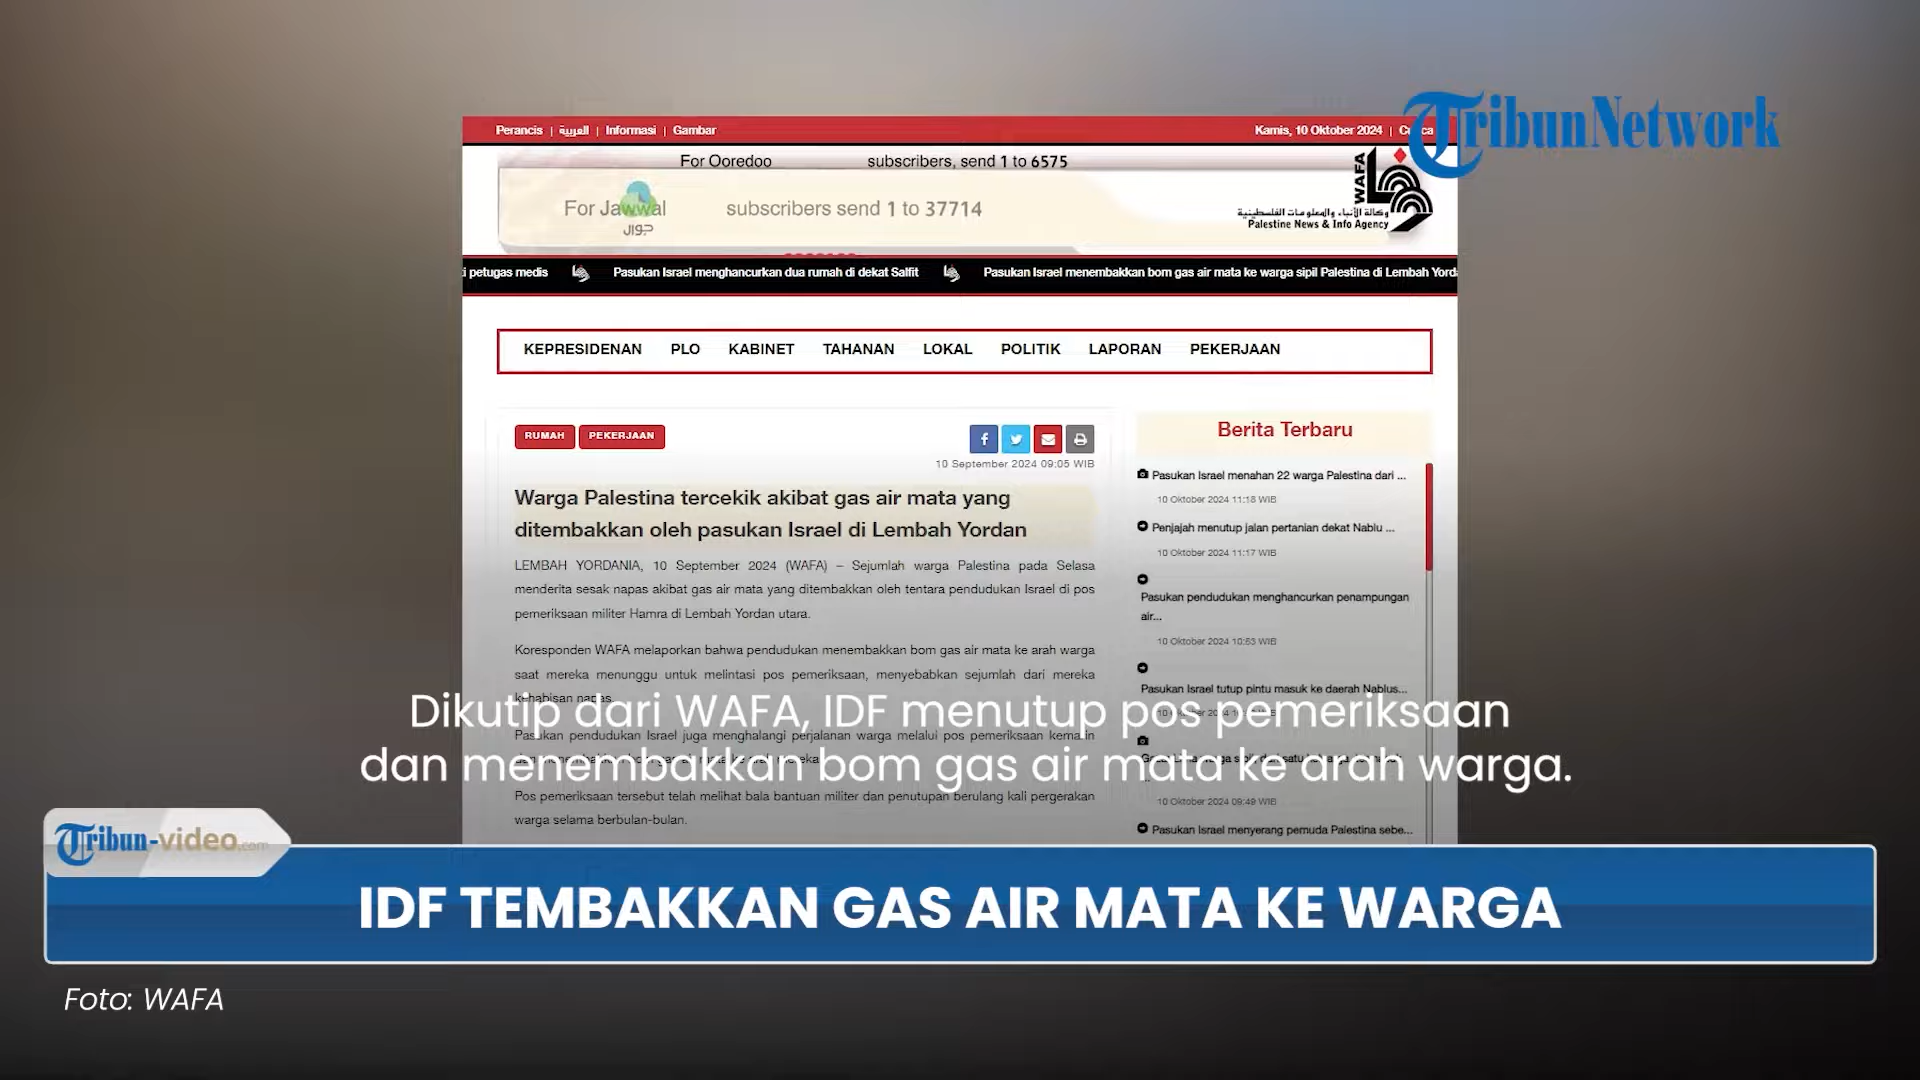 TribunNetwork
Perancis | العربية | Informasi | Gambar
Kamis, 10 Oktober 2024 |
For Ooredoo subscribers, send 1 to 6575
For Jawwal subscribers send 1 to 37714
جوال
WAFA
وكالة الأنباء والمعلومات الفلسطينية
Palestine News & Info Agency
petugas medis Pasukan Israel menghancurkan dua rumah di dekat Salfit Pasukan Israel menembakkan bom gas air mata ke warga sipil Palestina di Lembah Yord
KEPRESIDENAN PLO KABINET TAHANAN LOKAL POLITIK LAPORAN PEKERJAAN
RUMAH PEKERJAAN
10 September 2024 09:05 WIB
Warga Palestina tercekik akibat gas air mata yang
ditembakkan oleh pasukan Israel di Lembah Yordan
LEMBAH YORDANIA, 10 September 2024 (WAFA) – Sejumlah warga Palestina pada Selasa
menderita sesak napas akibat gas air mata yang ditembakkan oleh tentara pendudukan Israel di pos
pemeriksaan militer Hamra di Lembah Yordan utara.
Koresponden WAFA melaporkan bahwa pendudukan menembakkan bom gas air mata ke arah warga
saat mereka menunggu untuk melintasi pos pemeriksaan, menyebabkan sejumlah dari mereka
kehabisan napas.
Pasukan pendudukan Israel juga menghalangi perjalanan warga melalui pos pemeriksaan kemarin
Pos pemeriksaan tersebut telah melihat bala bantuan militer dan penutupan berulang kali pergerakan
warga selama berbulan-bulan.
Berita Terbaru
Pasukan Israel menahan 22 warga Palestina dari ...
10 Oktober 2024 11:18 WIB
Penjajah menutup jalan pertanian dekat Nablu ...
10 Oktober 2024 11:17 WIB
Pasukan pendudukan menghancurkan penampungan
air...
10 Oktober 2024 10:53 WIB
Pasukan Israel tutup pintu masuk ke daerah Nablus...
10 Oktober 2024 09:49 WIB
Pasukan Israel menyerang pemuda Palestina sebe...
Dikutip dari WAFA, IDF menutup pos pemeriksaan
dan menembakkan bom gas air mata ke arah warga.
Tribun-video.com
IDF TEMBAKKAN GAS AIR MATA KE WARGA
Foto: WAFA